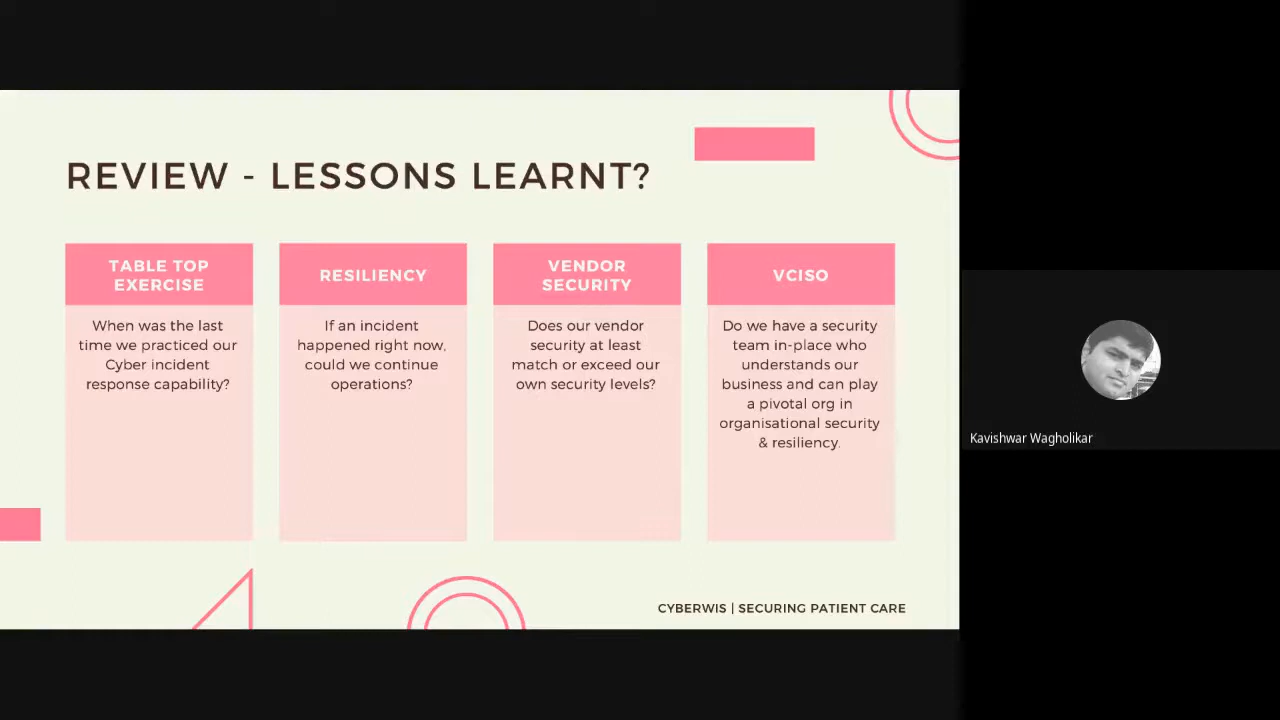 REVIEW - LESSONS LEARNT?
TABLE TOP
EXERCISE
When was the last
time we practiced our
Cyber incident
response capability?
RESILIENCY
If an incident
happened right now,
could we continue
operations?
VENDOR
SECURITY
Does our vendor
security at least
match or exceed our
own security levels?
VCISO
Do we have a security
team in-place who
understands our
business and can play
a pivotal org in
organisational security
& resiliency.
CYBERWIS | SECURING PATIENT CARE
Kavishwar Wagholikar